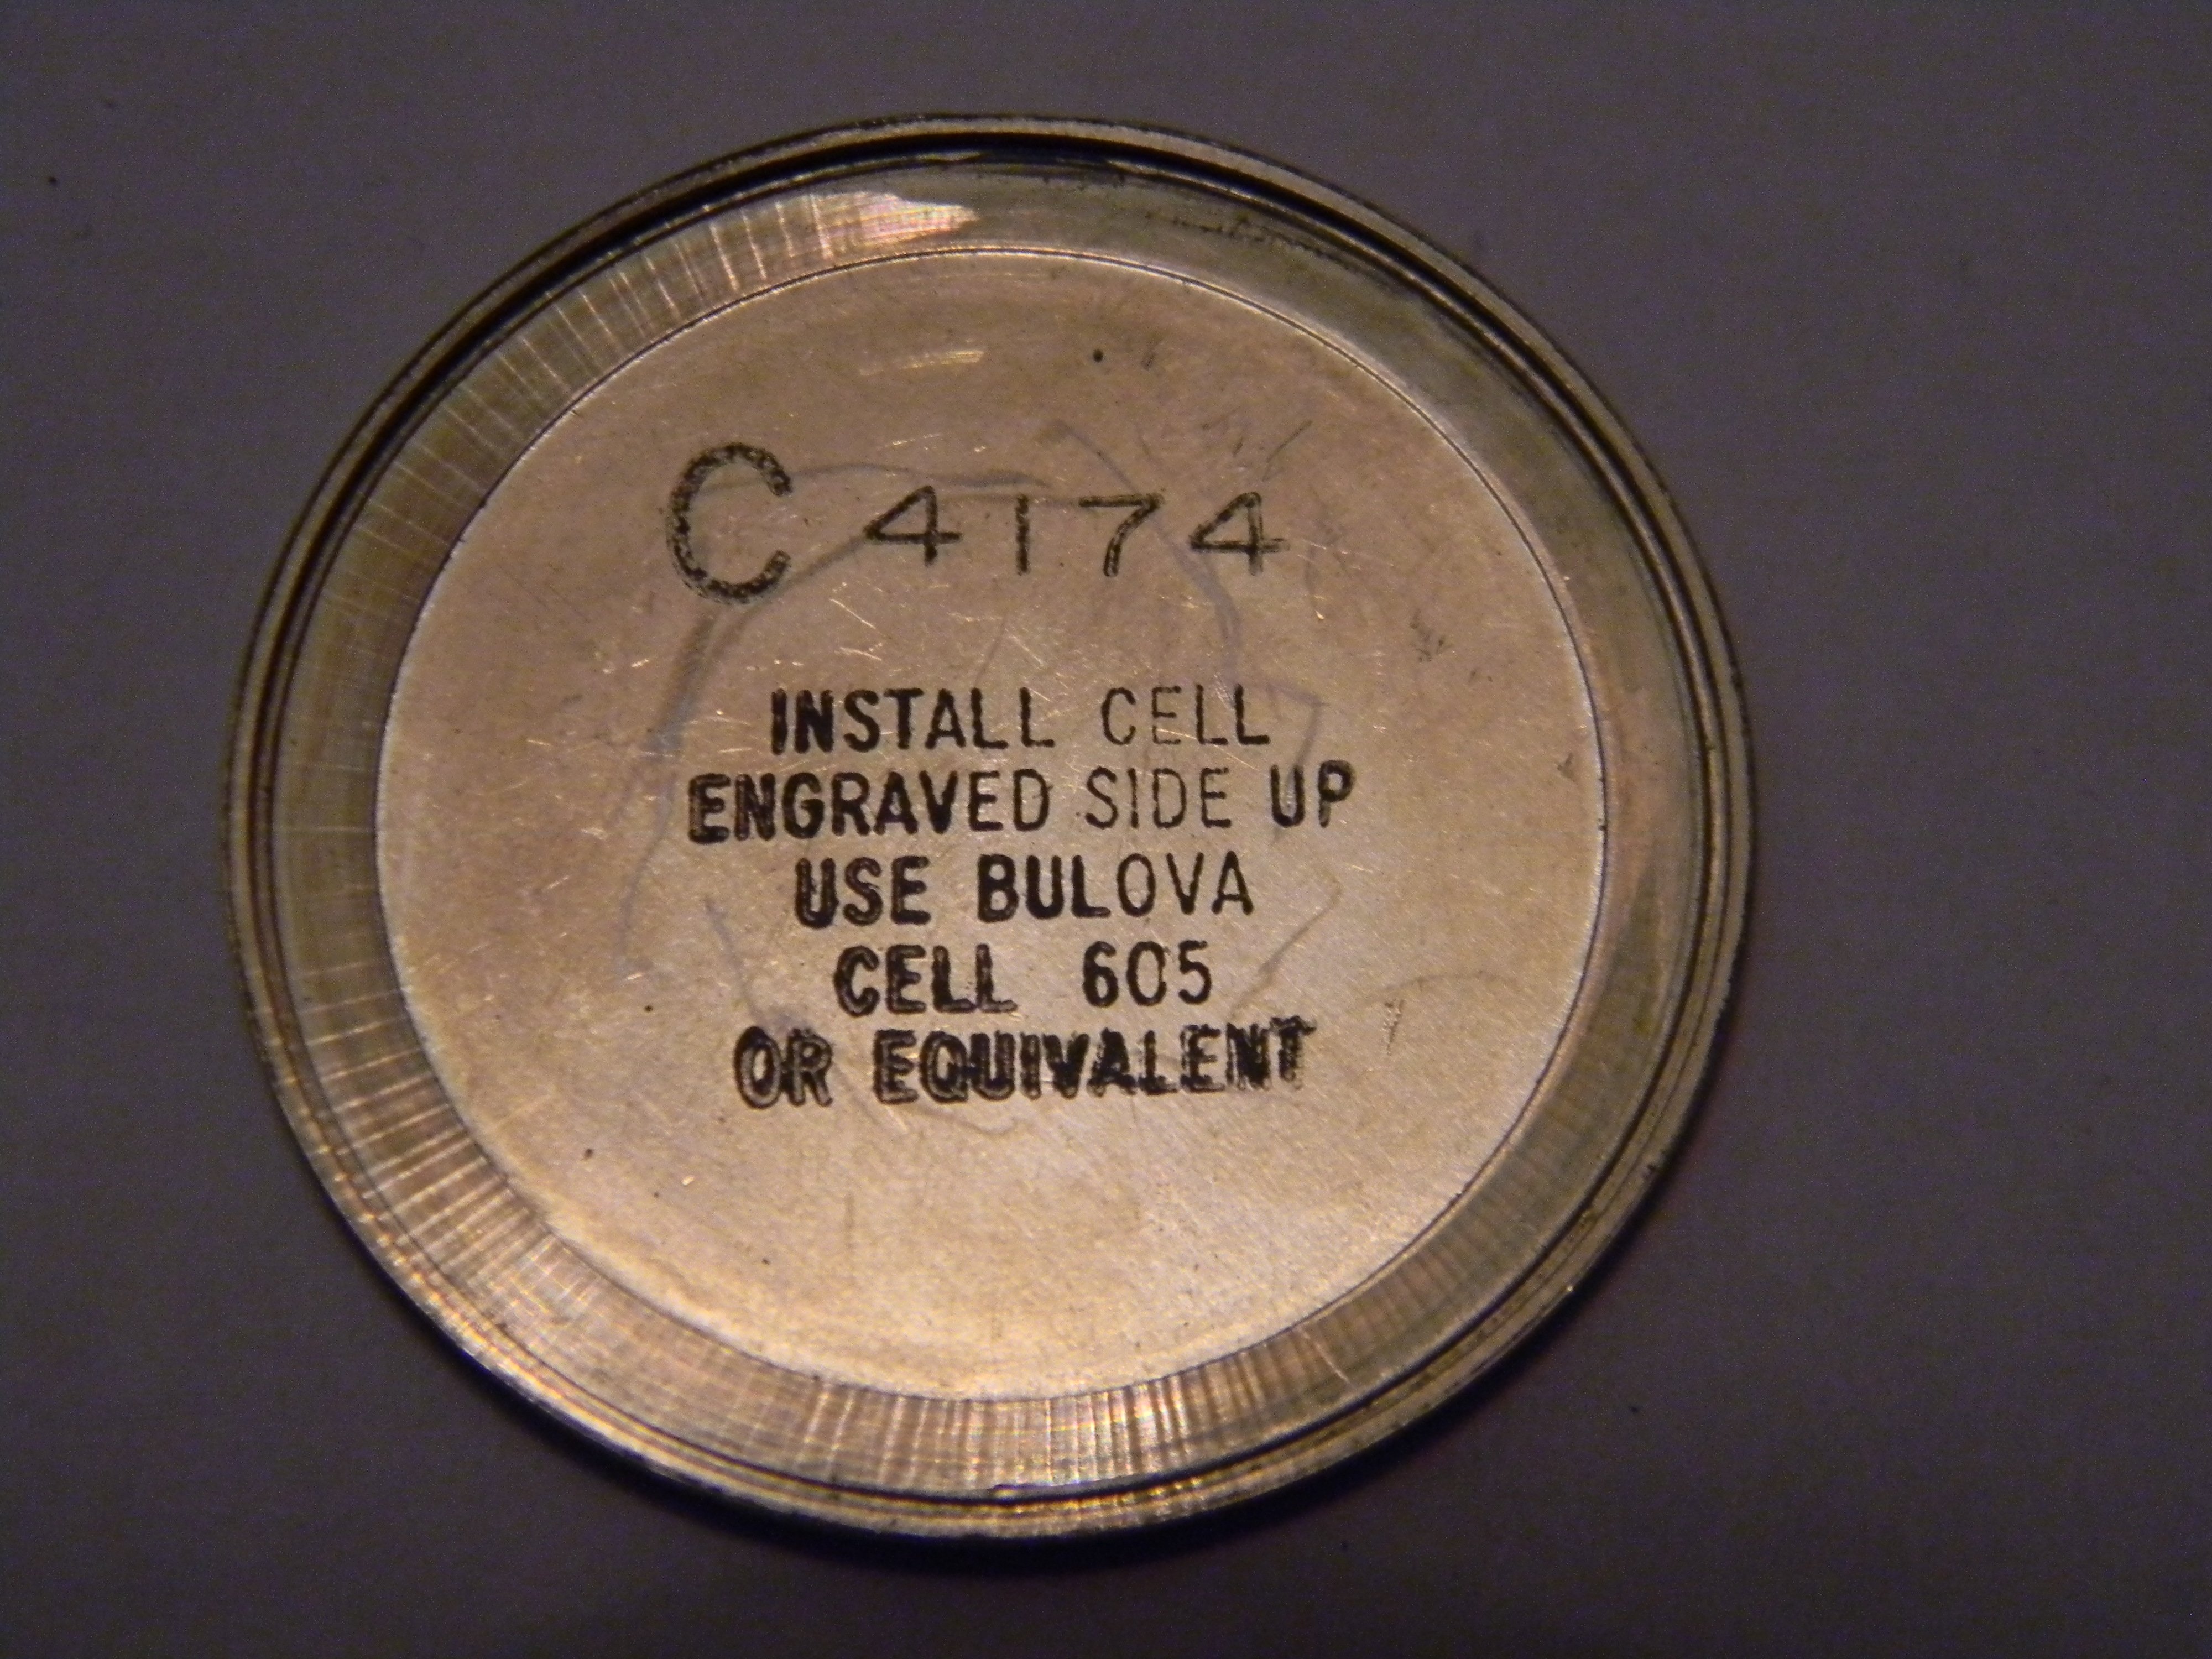 C 4174
INSTALL CELL
ENGRAVED SIDE UP
USE BULOVA
CELL 605
OR EQUIVALENT